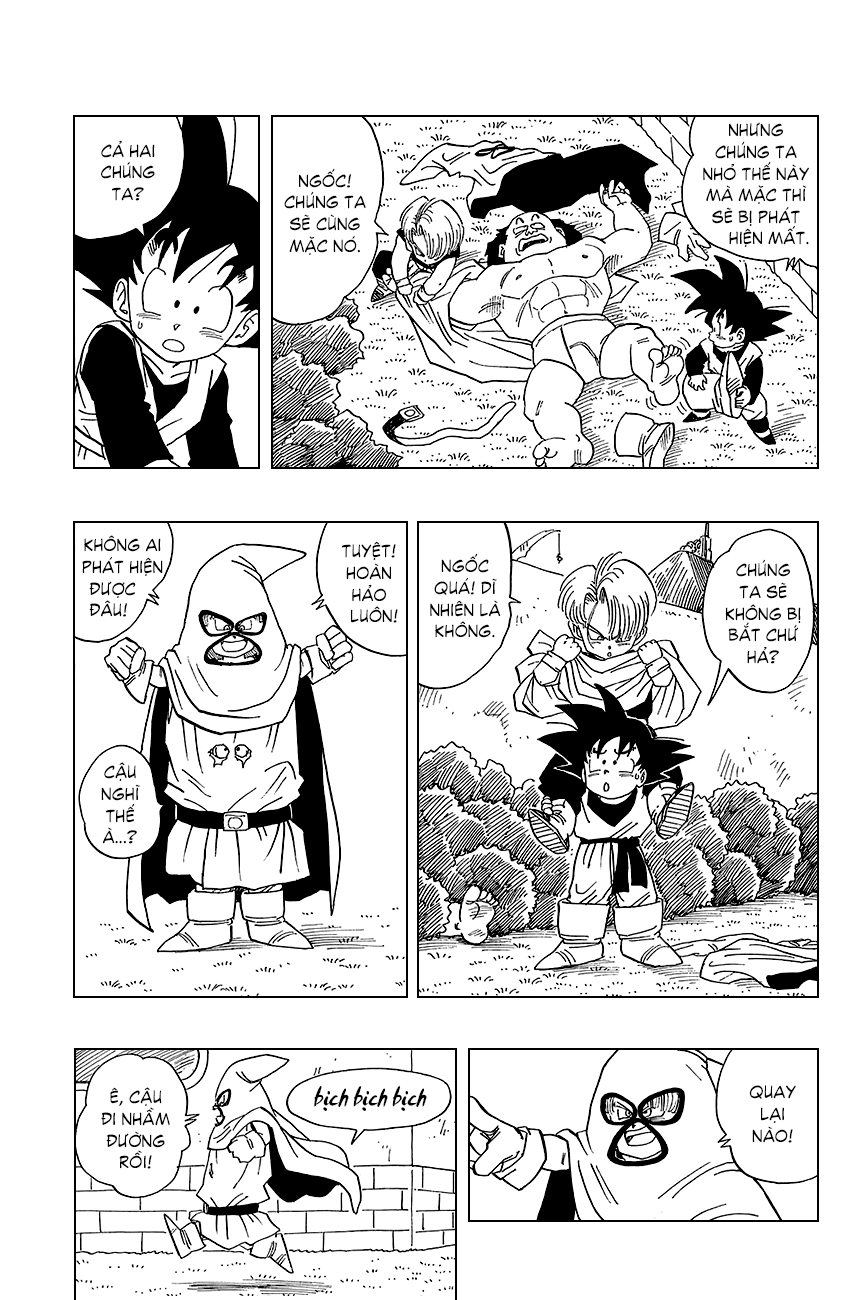 NHƯNG
CHÚNG TA
NHỎ THẾ NÀY
MÀ MẶC THÌ
SẼ BỊ PHÁT
HIỆN MẤT.
NGỐC!
CHÚNG TA
SẼ CÙNG
MẶC NÓ.
CẢ HAI
CHÚNG
TA?
CHÚNG
TA SẼ
KHÔNG BỊ
BẮT CHỨ
HẢ?
NGỐC
QUÁ! DĨ
NHIÊN LÀ
KHÔNG.
TUYỆT!
HOÀN
HẢO
LUÔN!
KHÔNG AI
PHÁT HIỆN
ĐƯỢC
ĐÂU!
CẬU
NGHĨ
THẾ
À...?
QUAY
LẠI
NÀO!
bịch bịch bịch
Ê, CẬU
ĐI NHẦM
ĐƯỜNG
RỒI!